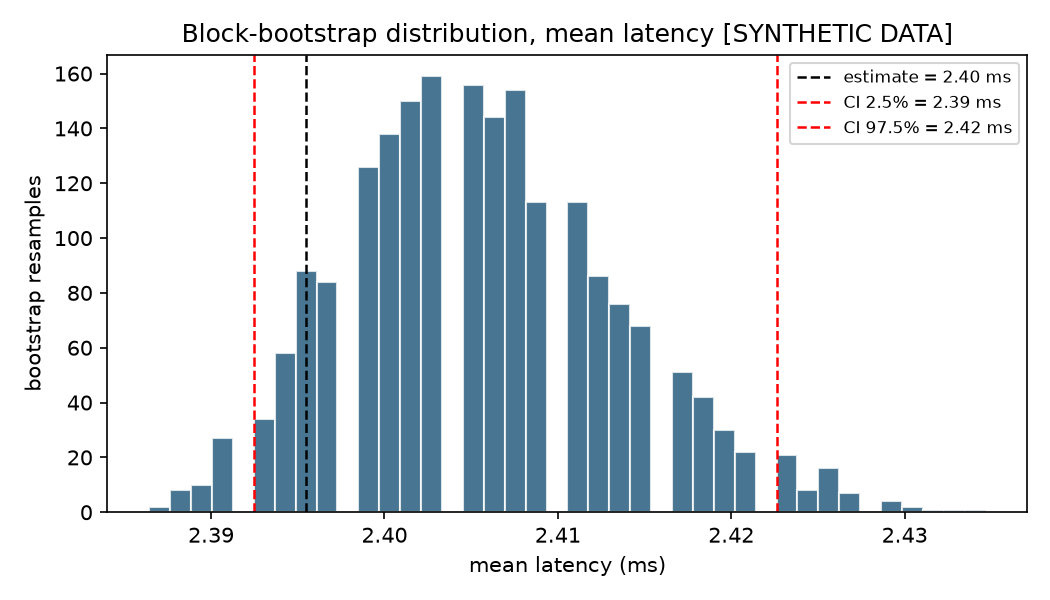 Block-bootstrap distribution, mean latency [SYNTHETIC DATA]
estimate = 2.40 ms
CI 2.5% = 2.39 ms
CI 97.5% = 2.42 ms
bootstrap resamples
160
140
120
100
80
60
40
20
0
2.39 2.40 2.41 2.42 2.43
mean latency (ms)